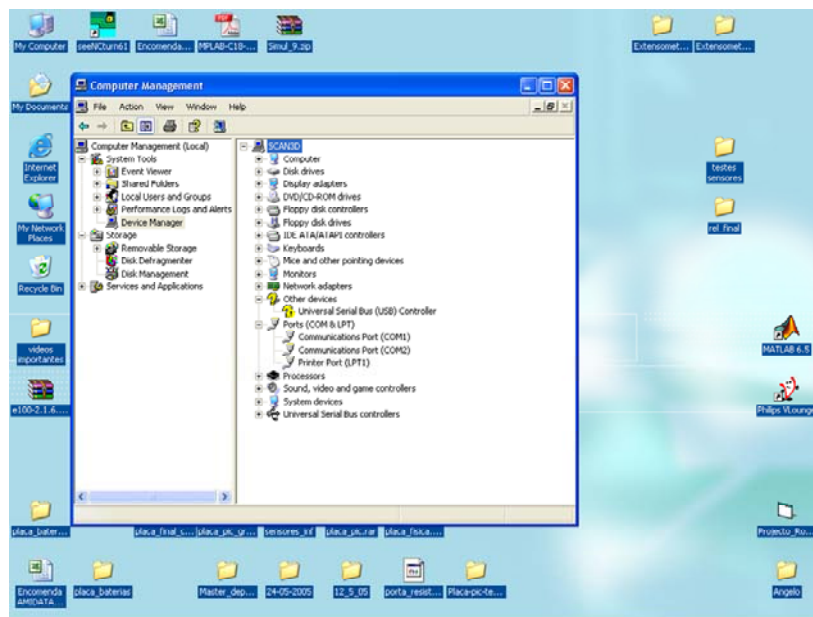 My Computer
seeNCturn61
Encomenda...
MPLAB-C18-...
Simul_9.zip
Extensomet...
Extensomet...
My Documents
Internet
Explorer
My Network
Places
Recycle Bin
videos
importantes
e100-2.1.6....
Computer Management
File Action View Window Help
Computer Management (Local)
System Tools
Event Viewer
Shared Folders
Local Users and Groups
Performance Logs and Alerts
Device Manager
Storage
Removable Storage
Disk Defragmenter
Disk Management
Services and Applications
SCAN3D
Computer
Disk drives
Display adapters
DVD/CD-ROM drives
Floppy disk controllers
Floppy disk drives
IDE ATA/ATAPI controllers
Keyboards
Mice and other pointing devices
Monitors
Network adapters
Other devices
Universal Serial Bus (USB) Controller
Ports (COM & LPT)
Communications Port (COM1)
Communications Port (COM2)
Printer Port (LPT1)
Processors
Sound, video and game controllers
System devices
Universal Serial Bus controllers
testes
sensores
rel_final
MATLAB 6.5
Philips VLounge
placa_bater...
placa_final_c...
placa_pic_gr...
sensores_inf
placa_pic.rar
placa_fisica....
Projecto_Ru...
Encomenda
AMIDATA
placa_baterias
Master_dep...
24-05-2005
12_5_05
porta_resist...
Placa-pic-te...
Angelo